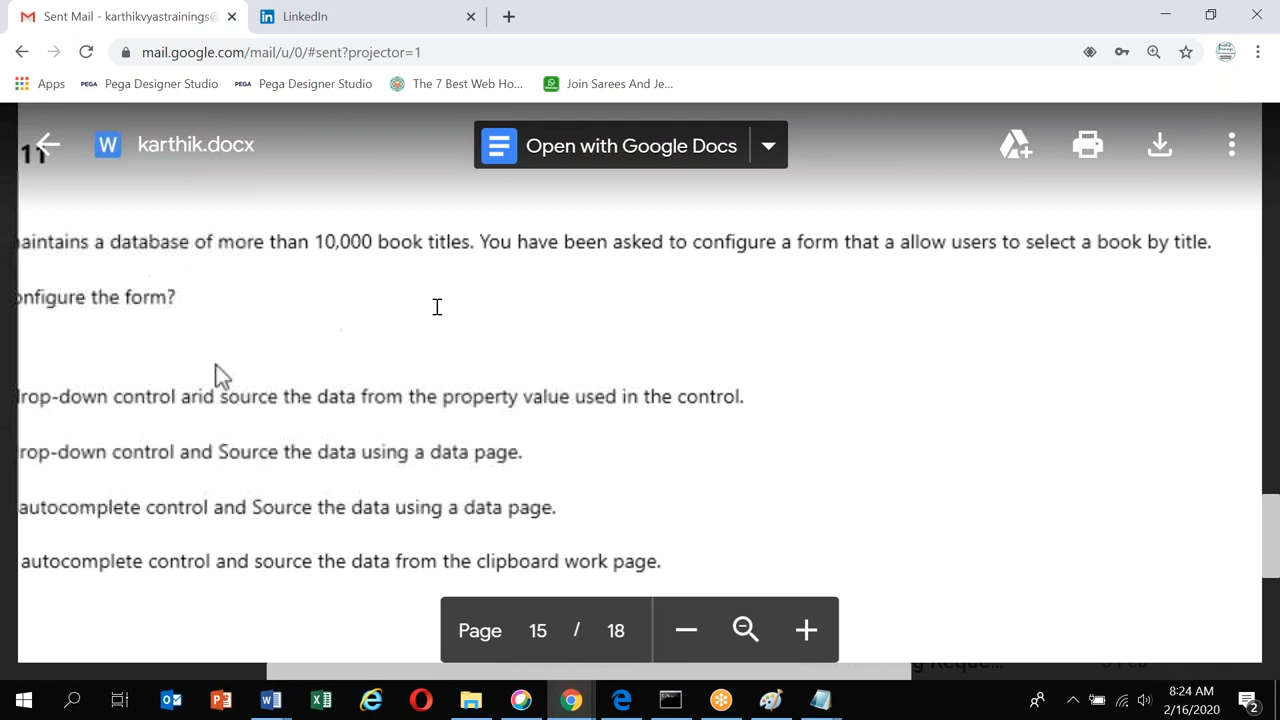 Sent Mail - karthikvyastrainings@
LinkedIn
mail.google.com/mail/u/0/#sent?projector=1
Apps
PEGA Pega Designer Studio
PEGA Pega Designer Studio
The 7 Best Web Ho...
Join Sarees And Je...
11
W karthik.docx
Open with Google Docs
aintains a database of more than 10,000 book titles. You have been asked to configure a form that a allow users to select a book by title.
onfigure the form?
drop-down control arid source the data from the property value used in the control.
rop-down control and Source the data using a data page.
autocomplete control and Source the data using a data page.
autocomplete control and source the data from the clipboard work page.
Page 15 / 18
8:24 AM
2/16/2020
2